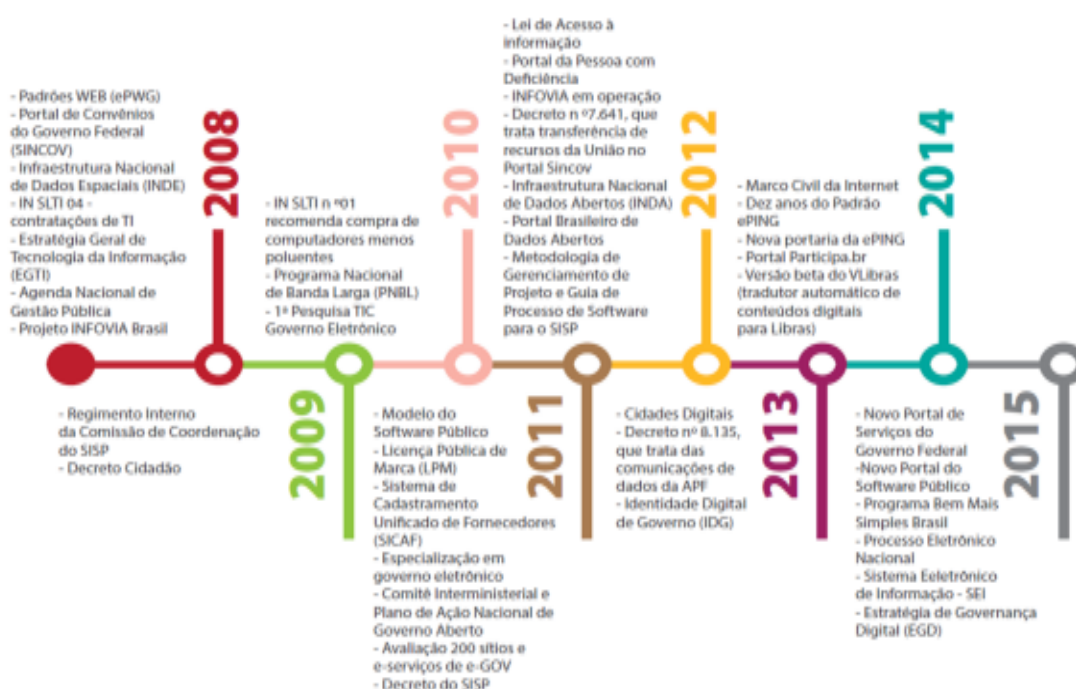 - Padrões WEB (ePWG)
- Portal de Convênios
do Governo Federal
(SINCOV)
- Infraestrutura Nacional
de Dados Espaciais (INDE)
- IN SLTI 04 -
contratações de TI
- Estratégia Geral de
Tecnologia da Informação
(EGTI)
- Agenda Nacional de
Gestão Pública
- Projeto INFOVIA Brasil
2008
- Regimento Interno
da Comissão de Coordenação
do SISP
- Decreto Cidadão
2009
- IN SLTI n º01
recomenda compra de
computadores menos
poluentes
- Programa Nacional
de Banda Larga (PNBL)
- 1ª Pesquisa TIC
Governo Eletrônico
2010
- Modelo do
Software Público
- Licença Pública de
Marca (LPM)
- Sistema de
Cadastramento
Unificado de Fornecedores
(SICAF)
- Especialização em
governo eletrônico
- Comitê Interministerial e
Plano de Ação Nacional de
Governo Aberto
- Avaliação 200 sítios e
e-serviços de e-GOV
- Decreto do SISP
2011
- Lei de Acesso à
informação
- Portal da Pessoa com
Deficiência
- INFOVIA em operação
- Decreto n º7.641, que
trata transferência de
recursos da União no
Portal Sincov
- Infraestrutura Nacional
de Dados Abertos (INDA)
- Portal Brasileiro de
Dados Abertos
- Metodologia de
Gerenciamento de
Projeto e Guia de
Processo de Software
para o SISP
2012
- Cidades Digitais
- Decreto nº 8.135,
que trata das
comunicações de
dados da APF
- Identidade Digital
de Governo (IDG)
2013
- Marco Civil da Internet
- Dez anos do Padrão
ePING
- Nova portaria da ePING
- Portal Participa.br
- Versão beta do VLibras
(tradutor automático de
conteúdos digitais
para Libras)
2014
- Novo Portal de
Serviços do
Governo Federal
-Novo Portal do
Software Público
- Programa Bem Mais
Simples Brasil
- Processo Eletrônico
Nacional
- Sistema Eeletrônico
de Informação - SEI
- Estratégia de Governança
Digital (EGD)
2015